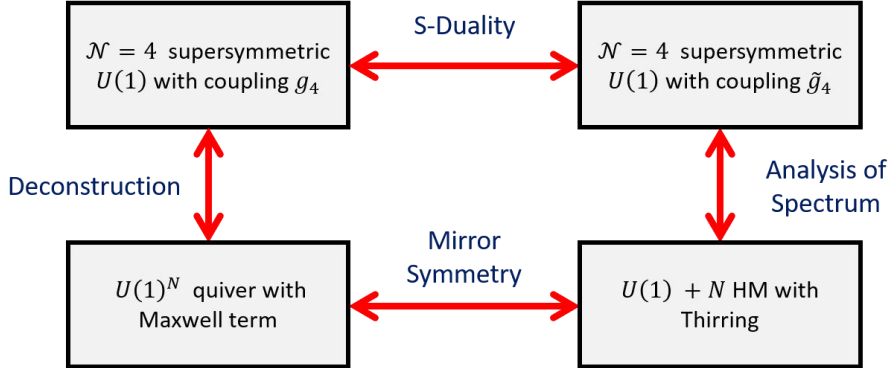 𝒩 = 4 supersymmetric
U(1) with coupling g₄
S-Duality
𝒩 = 4 supersymmetric
U(1) with coupling g̃₄
Deconstruction
Analysis of
Spectrum
U(1)ᴺ quiver with
Maxwell term
Mirror
Symmetry
U(1) + N HM with
Thirring